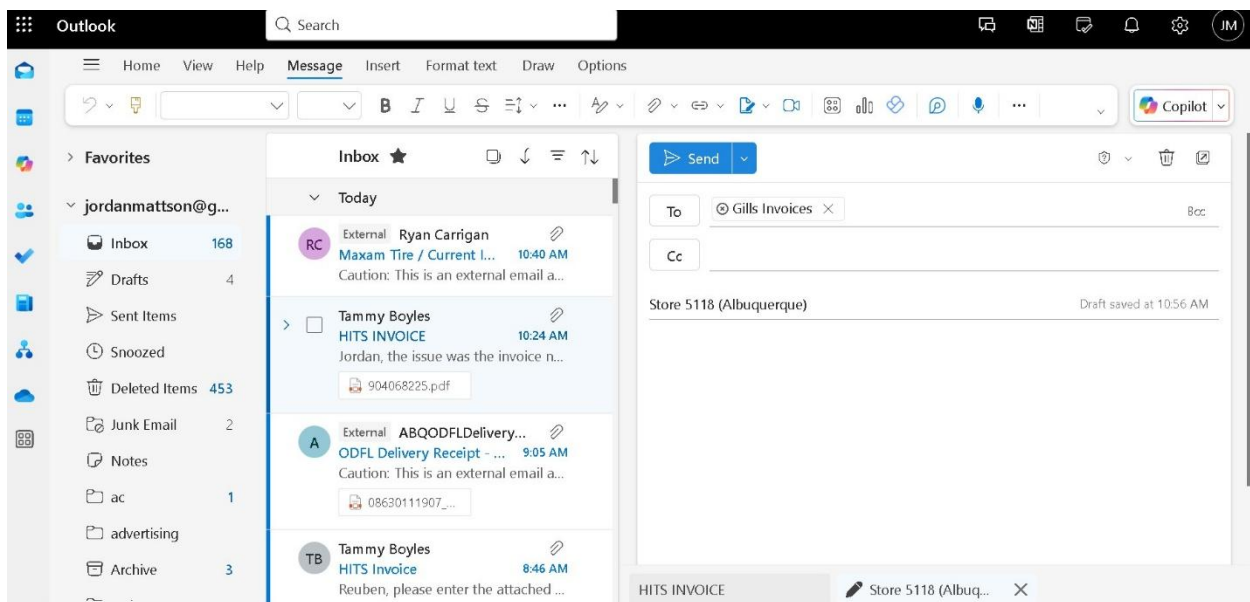 Outlook
Search
JM
Home View Help Message Insert Format text Draw Options
B I U S
Copilot
Favorites
jordanmattson@g...
Inbox 168
Drafts 4
Sent Items
Snoozed
Deleted Items 453
Junk Email 2
Notes
ac 1
advertising
Archive 3
Inbox
Today
RC
External Ryan Carrigan
Maxam Tire / Current I... 10:40 AM
Caution: This is an external email a...
Tammy Boyles
HITS INVOICE 10:24 AM
Jordan, the issue was the invoice n...
904068225.pdf
A
External ABQODFLDelivery...
ODFL Delivery Receipt - ... 9:05 AM
Caution: This is an external email a...
08630111907_...
TB
Tammy Boyles
HITS Invoice 8:46 AM
Reuben, please enter the attached ...
Send
To Gills Invoices Bcc
Cc
Store 5118 (Albuquerque) Draft saved at 10:56 AM
HITS INVOICE Store 5118 (Albuq...